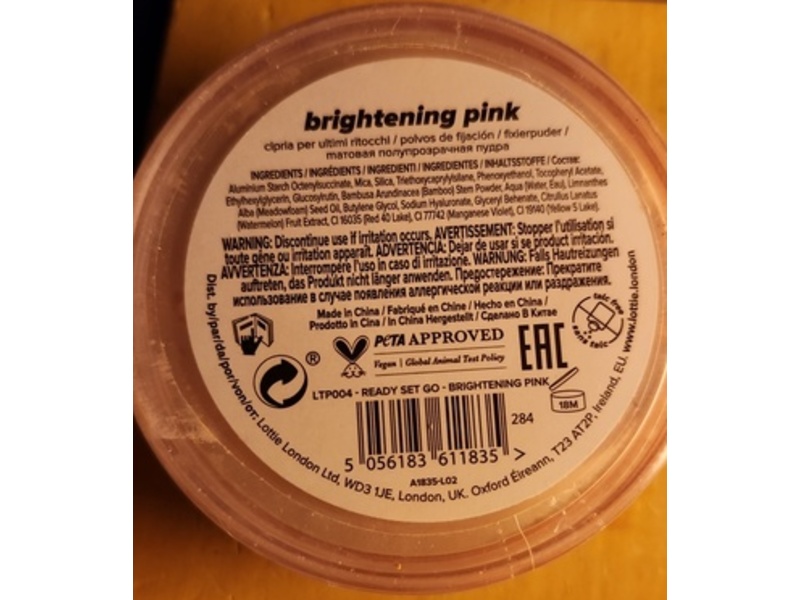 brightening pink
cipria per ultimi ritocchi / polvos de fijación / fixierpuder /
матовая полупрозрачная пудра
INGREDIENTS / INGRÉDIENTS / INGREDIENTI / INGREDIENTES / INHALTSSTOFFE / Состав:
Aluminium Starch Octenylsuccinate, Mica, Silica, Triethoxycaprylylsilane, Phenoxyethanol, Tocopheryl Acetate,
Ethylhexylglycerin, Glucosylrutin, Bambusa Arundinacea (Bamboo) Stem Powder, Aqua (Water, Eau), Limnanthes
Alba (Meadowfoam) Seed Oil, Butylene Glycol, Sodium Hyaluronate, Glyceryl Behenate, Citrullus Lanatus
(Watermelon) Fruit Extract, CI 16035 (Red 40 Lake), CI 77742 (Manganese Violet), CI 19140 (Yellow 5 Lake).
WARNING: Discontinue use if irritation occurs. AVERTISSEMENT: Stopper l'utilisation si
toute gêne ou irritation apparaît. ADVERTENCIA: Dejar de usar si se product irritación.
AVVERTENZA: Interrompere l'uso in caso di irritazione. WARNUNG: Falls Hautreizungen
auftreten, das Produkt nicht länger anwenden. Предостережение: Прекратите
использование в случае появления аллергической реакции или раздражения.
Made in China / Fabriqué en Chine / Hecho en China /
Prodotto in Cina / In China Hergestellt / Сделано В Китае
talc free
sans talc
PETA APPROVED
Vegan | Global Animal Test Policy
EAC
®
LTP004 - READY SET GO - BRIGHTENING PINK
18M
284
5 056183 611835 >
A1835-L02
Dist. by/par/da/por/von/от: Lottie London Ltd, WD3 1JE, London, UK. Oxford Éireann, T23 AT2P, Ireland, EU. www.lottie.london